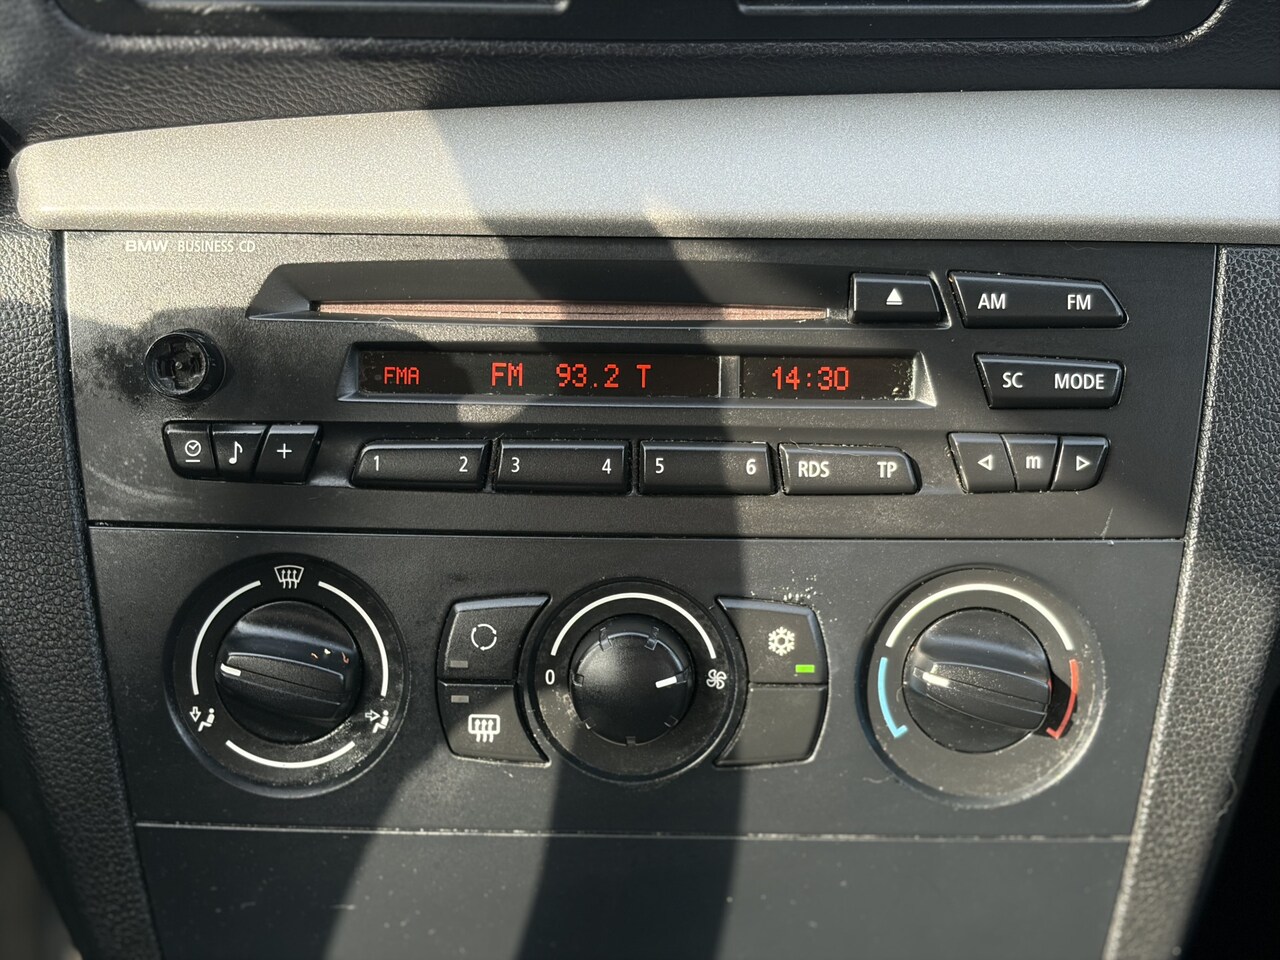 BMW BUSINESS CD
AM FM
FMA FM 93.2 T 14:30
SC MODE
1 2 3 4 5 6 RDS TP m
0